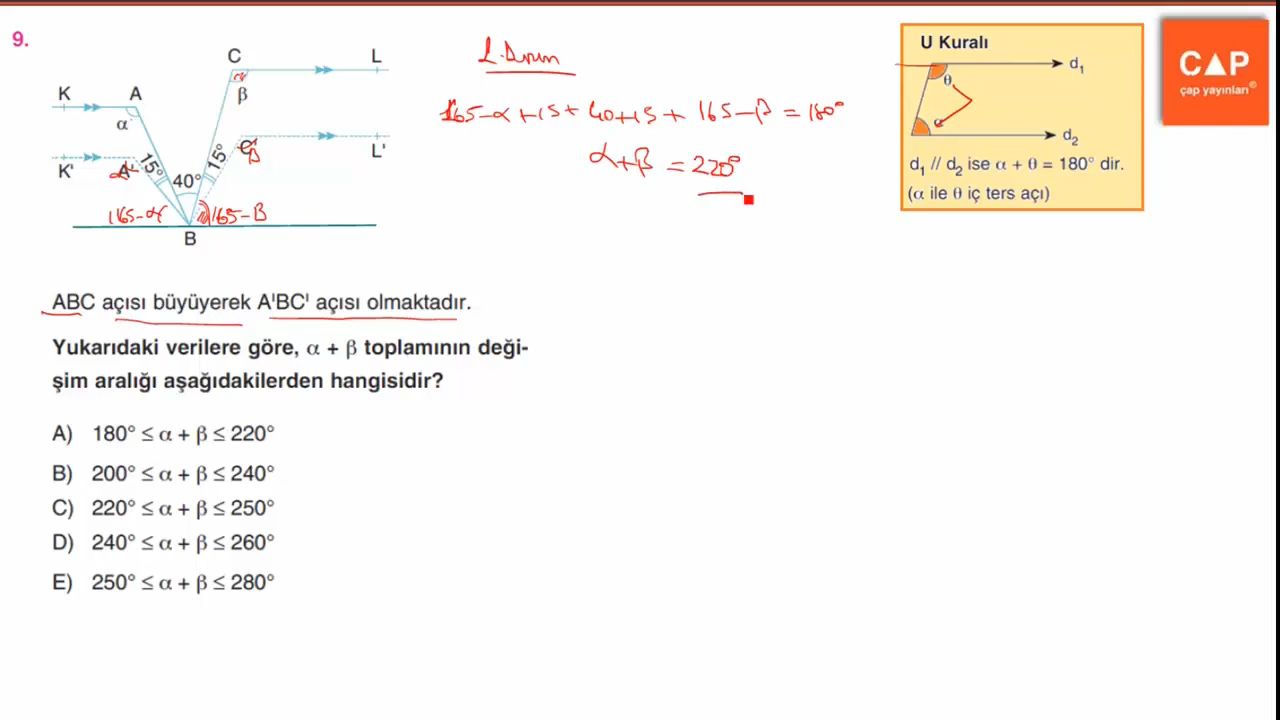 9.
C
L
K
A
α
β
α
K'
A'
α
15°
40°
15°
C'
β
L'
165-α
165-β
B
1. Durum
165-α+15+40+15+165-β=180°
α+β=220°
U Kuralı
d₁
θ
α
d₂
d₁ // d₂ ise α + θ = 180° dir.
(α ile θ iç ters açı)
ÇAP
çap yayınları®
ABC açısı büyüyerek A'BC' açısı olmaktadır.
Yukarıdaki verilere göre, α + β toplamının deği-
şim aralığı aşağıdakilerden hangisidir?
A) 180° ≤ α + β ≤ 220°
B) 200° ≤ α + β ≤ 240°
C) 220° ≤ α + β ≤ 250°
D) 240° ≤ α + β ≤ 260°
E) 250° ≤ α + β ≤ 280°